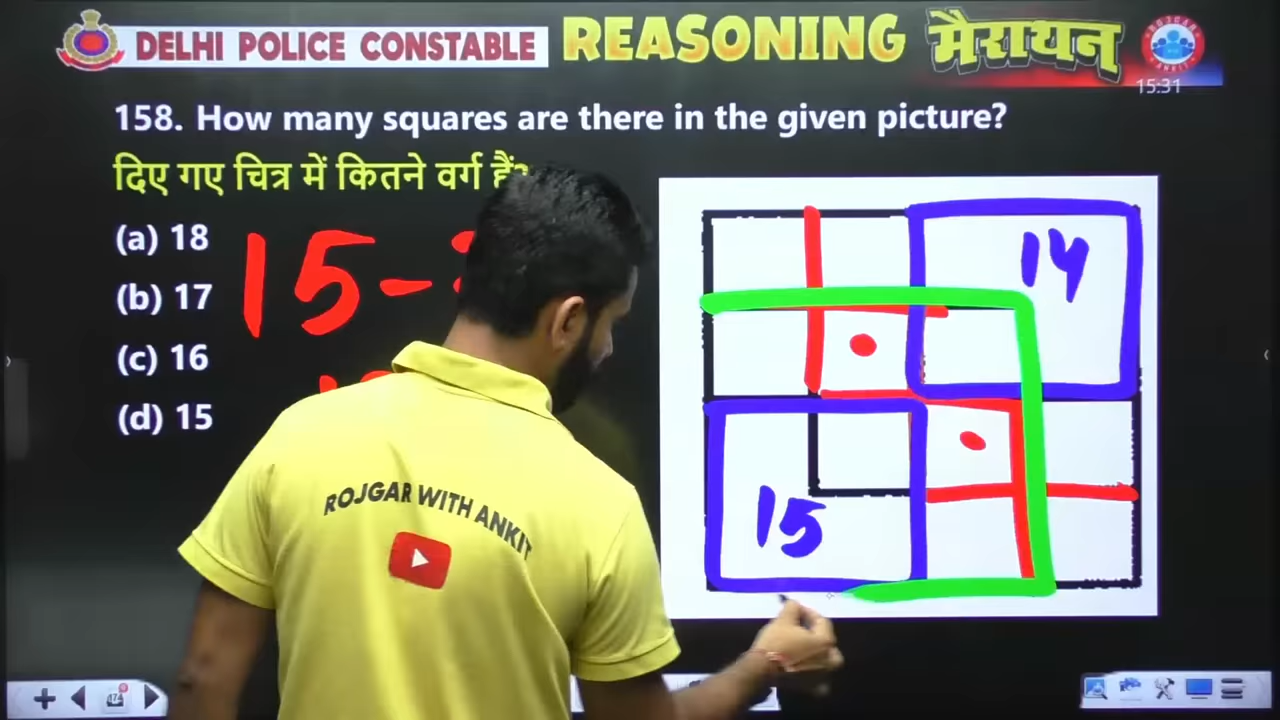 DELHI POLICE CONSTABLE REASONING मैराथन
15:31
158. How many squares are there in the given picture?
दिए गए चित्र में कितने वर्ग हैं?
(a) 18
(b) 17
(c) 16
(d) 15
15-
14
15
ROJGAR WITH ANKIT